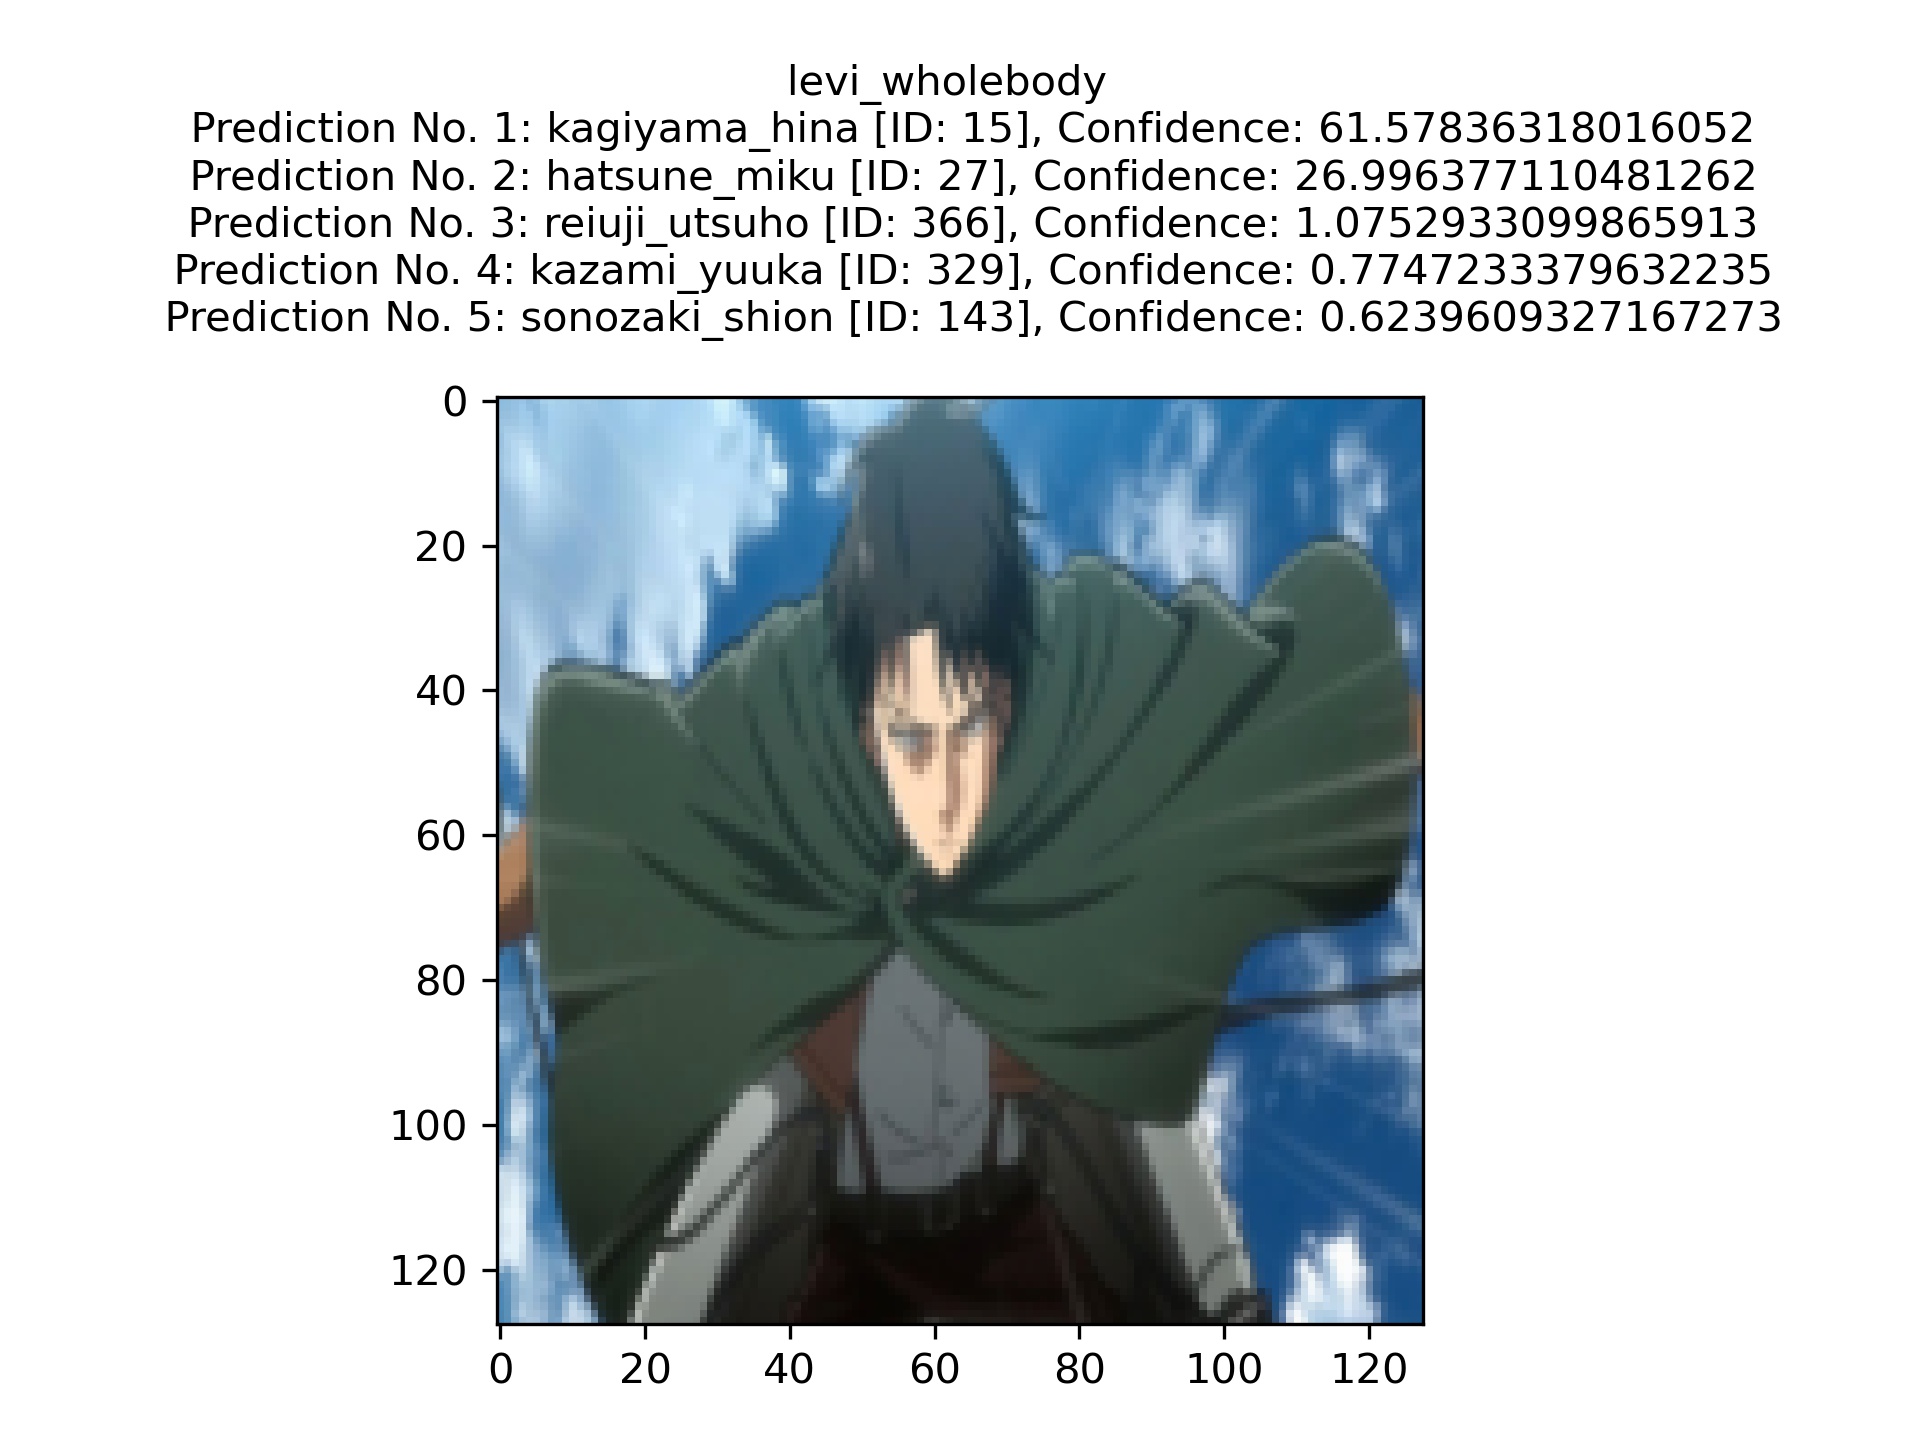 levi_wholebody
Prediction No. 1: kagiyama_hina [ID: 15], Confidence: 61.57836318016052
Prediction No. 2: hatsune_miku [ID: 27], Confidence: 26.996377110481262
Prediction No. 3: reiuji_utsuho [ID: 366], Confidence: 1.0752933099865913
Prediction No. 4: kazami_yuuka [ID: 329], Confidence: 0.7747233379632235
Prediction No. 5: sonozaki_shion [ID: 143], Confidence: 0.6239609327167273
0
20
40
60
80
100
120
0 20 40 60 80 100 120